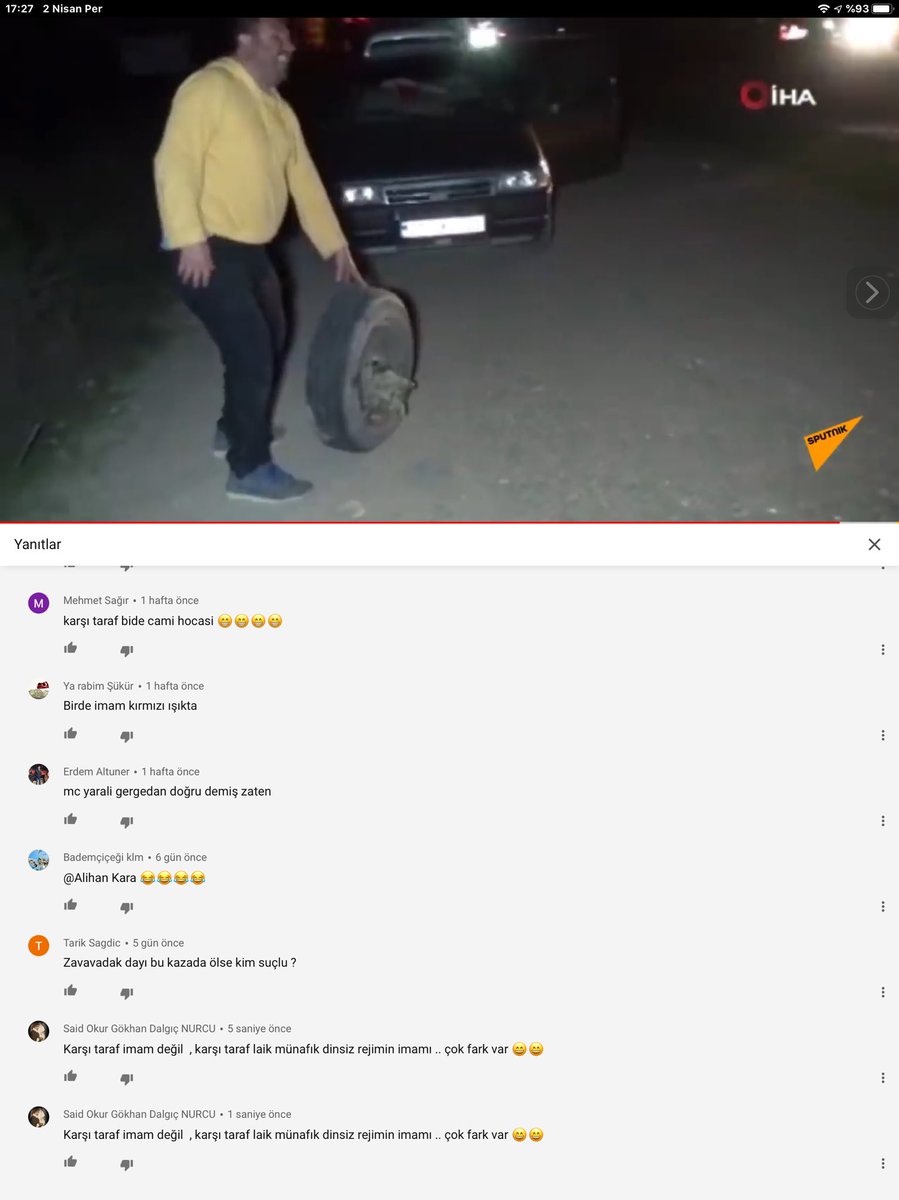 17:27 2 Nisan Per %93
İHA
SPUTNIK
Yanıtlar
M
Mehmet Sağır • 1 hafta önce
karşı taraf bide cami hocasi 😁😁😁😁
Ya rabim Şükür • 1 hafta önce
Birde imam kırmızı ışıkta
Erdem Altuner • 1 hafta önce
mc yarali gergedan doğru demiş zaten
Bademçiçeği klm • 6 gün önce
@Alihan Kara 😂😂😂😂
T
Tarik Sagdic • 5 gün önce
Zavavadak dayı bu kazada ölse kim suçlu ?
Said Okur Gökhan Dalgıç NURCU • 5 saniye önce
Karşı taraf imam değil , karşı taraf laik münafık dinsiz rejimin imamı .. çok fark var 😄😄
Said Okur Gökhan Dalgıç NURCU • 1 saniye önce
Karşı taraf imam değil , karşı taraf laik münafık dinsiz rejimin imamı .. çok fark var 😄😄